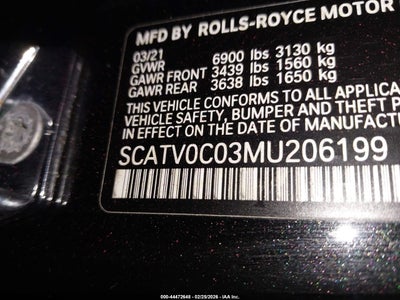 MFD BY ROLLS-ROYCE MOTOR
03/21
GVWR 6900 lbs 3130 kg
GAWR FRONT 3439 lbs 1560 kg
GAWR REAR 3638 lbs 1650 kg
THIS VEHICLE CONFORMS TO ALL APPLICA
VEHICLE SAFETY, BUMPER AND THEFT P
IN EFFECT ON THE DATE OF MANUFACT
SCATV0C03MU206199
000-44472648 - 02/25/2026 - IAA Inc.